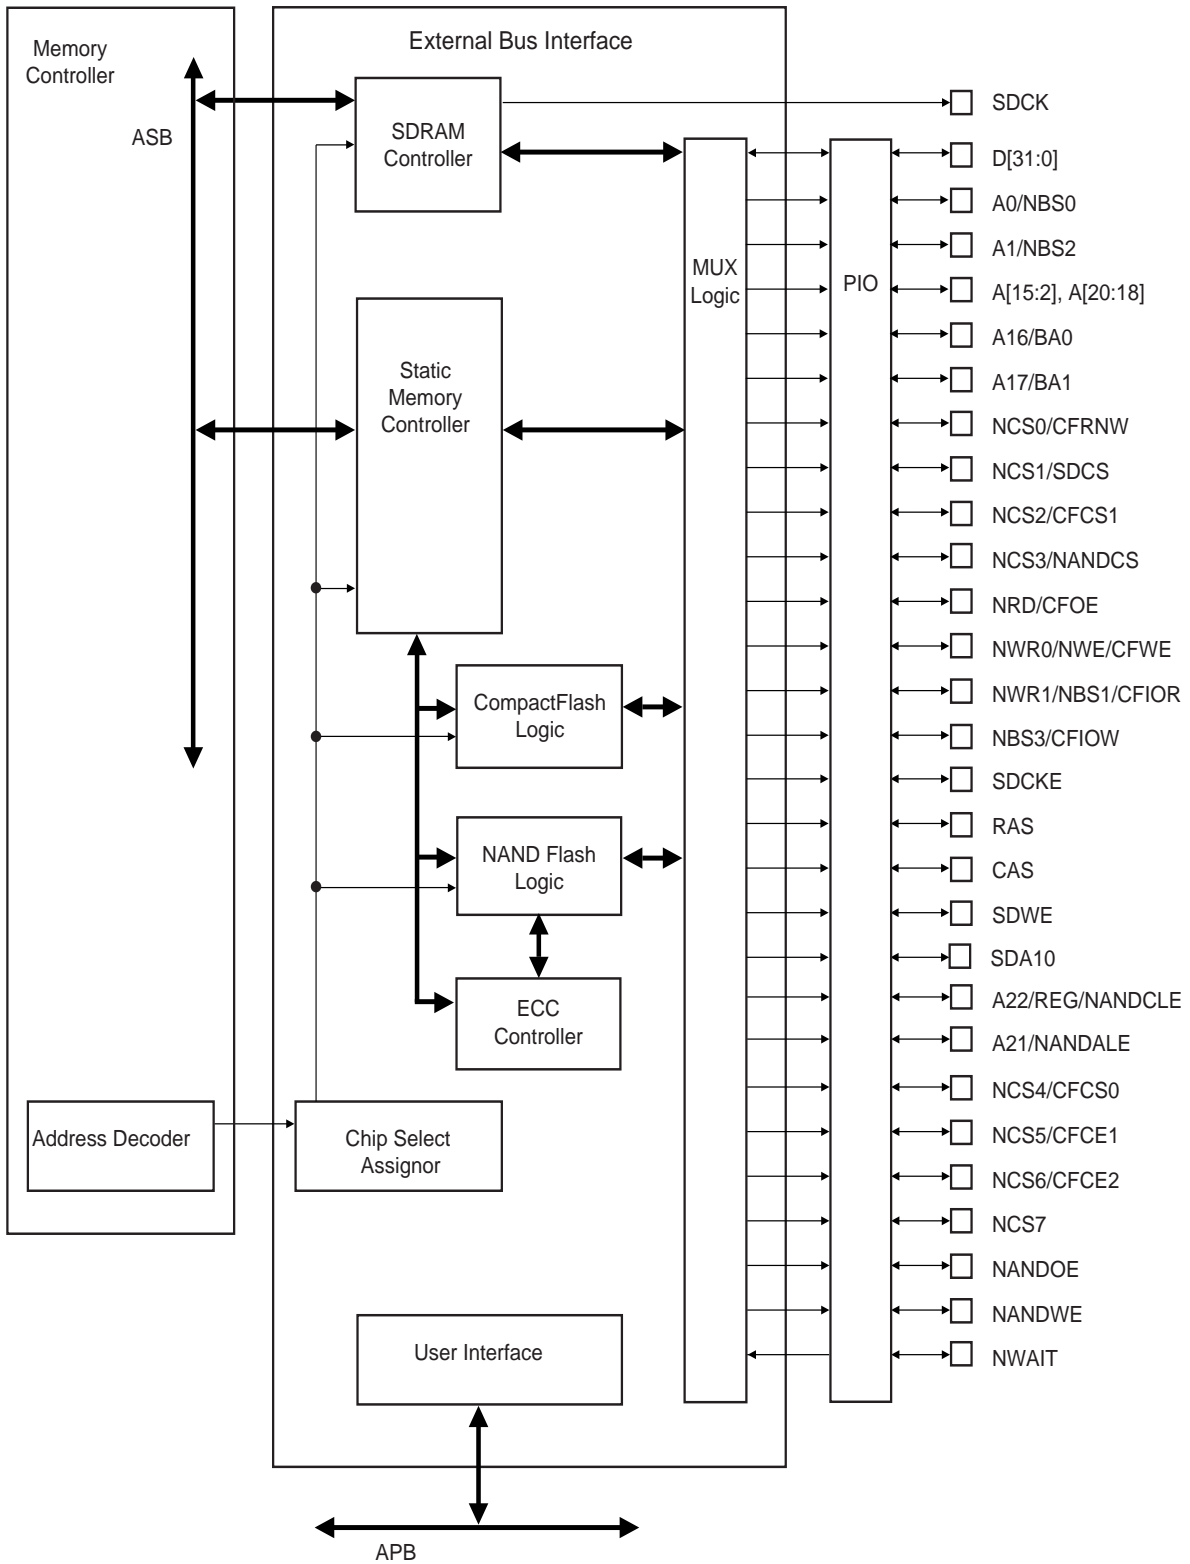 External Bus Interface
Memory
Controller
ASB
SDRAM
Controller
Static
Memory
Controller
CompactFlash
Logic
NAND Flash
Logic
ECC
Controller
Address Decoder
Chip Select
Assignor
User Interface
APB
MUX
Logic
PIO
SDCK
D[31:0]
A0/NBS0
A1/NBS2
A[15:2], A[20:18]
A16/BA0
A17/BA1
NCS0/CFRNW
NCS1/SDCS
NCS2/CFCS1
NCS3/NANDCS
NRD/CFOE
NWR0/NWE/CFWE
NWR1/NBS1/CFIOR
NBS3/CFIOW
SDCKE
RAS
CAS
SDWE
SDA10
A22/REG/NANDCLE
A21/NANDALE
NCS4/CFCS0
NCS5/CFCE1
NCS6/CFCE2
NCS7
NANDOE
NANDWE
NWAIT